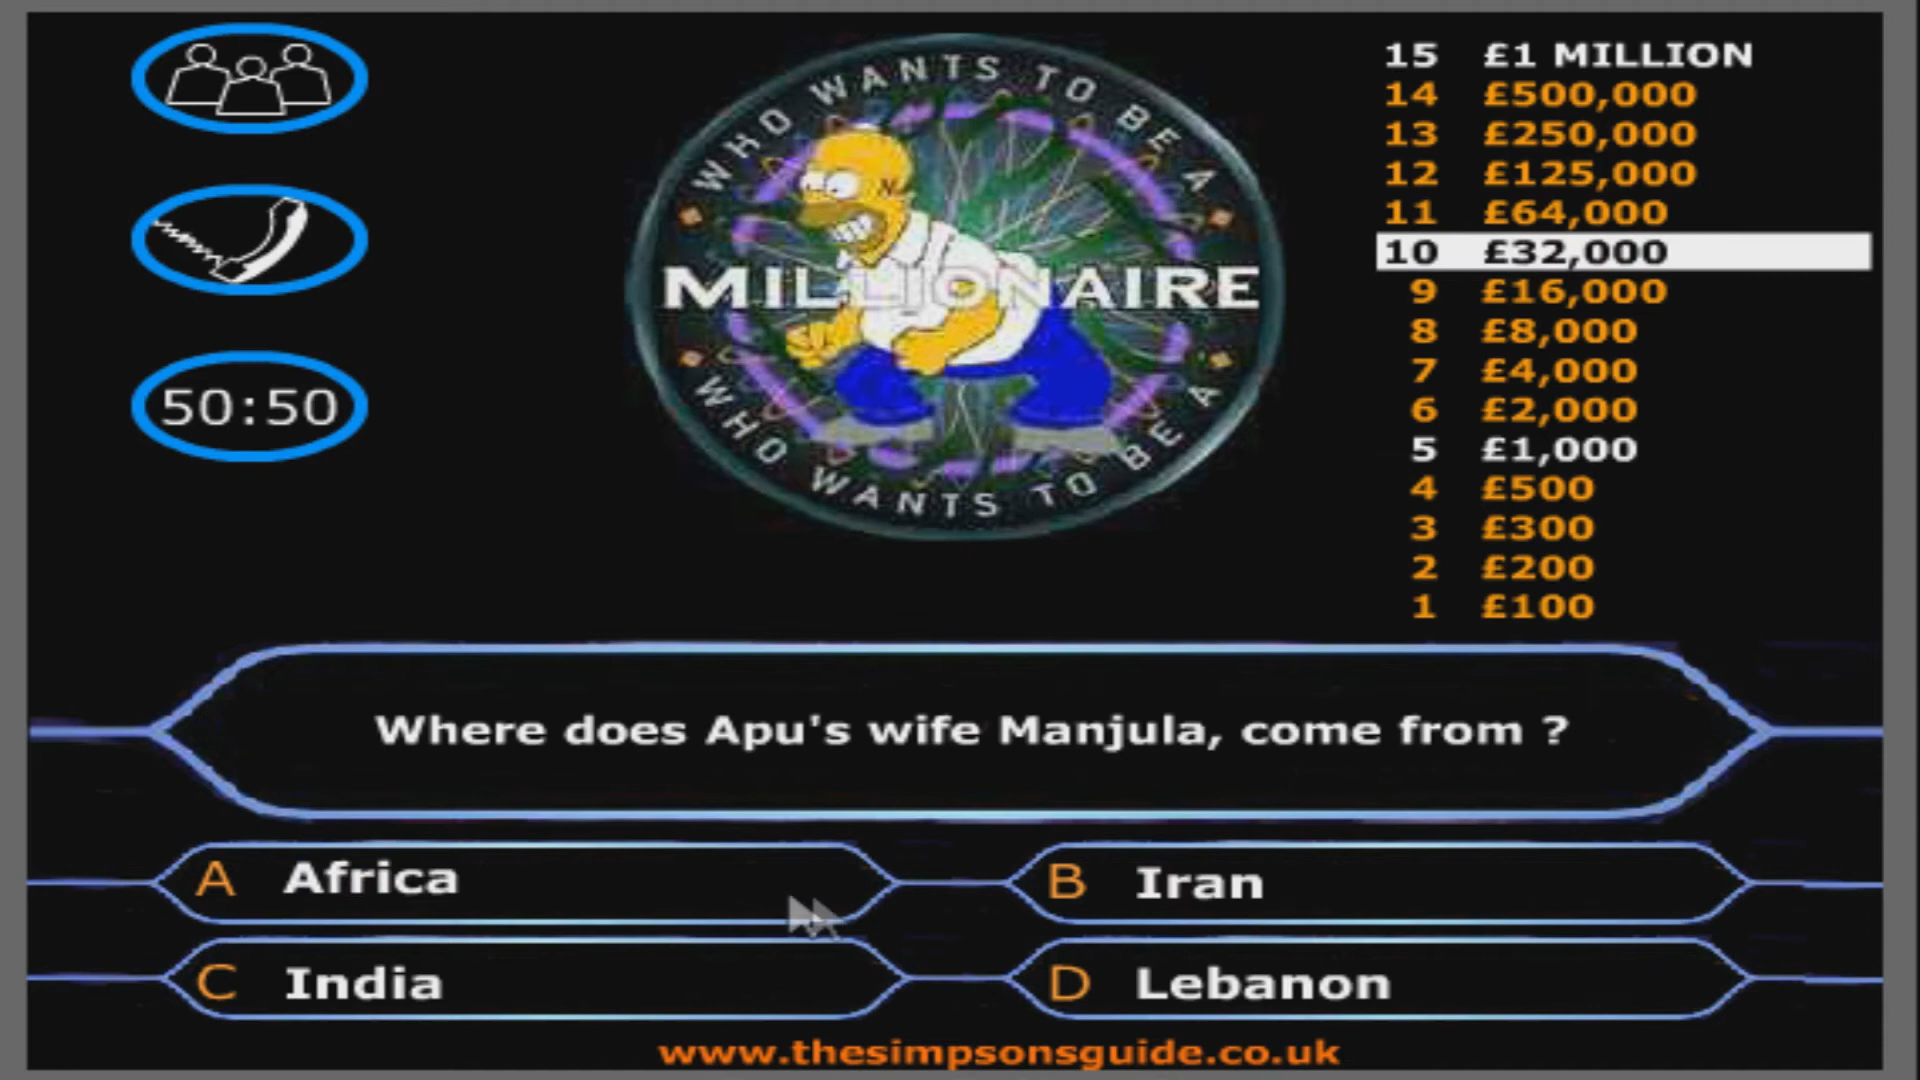 WHO WANTS TO BE A
MILLIONAIRE
WHO WANTS TO BE A
50:50
15 £1 MILLION
14 £500,000
13 £250,000
12 £125,000
11 £64,000
10 £32,000
9 £16,000
8 £8,000
7 £4,000
6 £2,000
5 £1,000
4 £500
3 £300
2 £200
1 £100
Where does Apu's wife Manjula, come from ?
A Africa
B Iran
C India
D Lebanon
www.thesimpsonsguide.co.uk